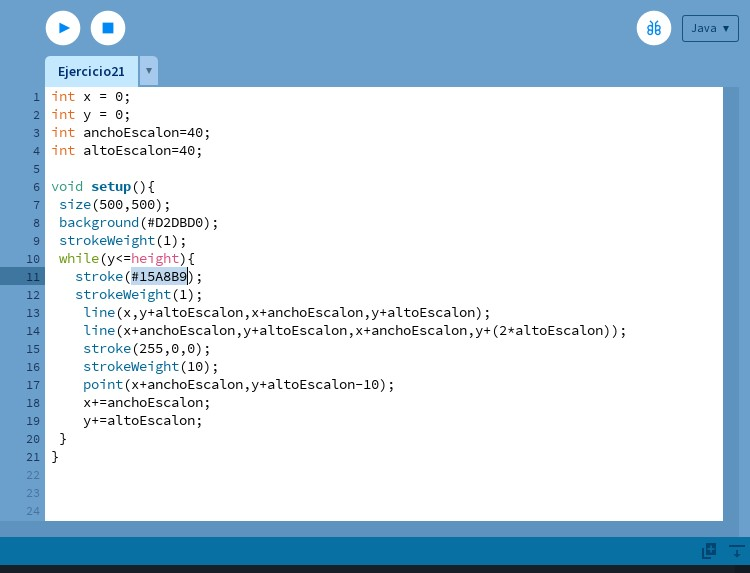 Java ▾
Ejercicio21 ▾
1 int x = 0;
2 int y = 0;
3 int anchoEscalon=40;
4 int altoEscalon=40;
5
6 void setup(){
7 size(500,500);
8 background(#D2DBD0);
9 strokeWeight(1);
10 while(y<=height){
11 stroke(#15A8B9);
12 strokeWeight(1);
13 line(x,y+altoEscalon,x+anchoEscalon,y+altoEscalon);
14 line(x+anchoEscalon,y+altoEscalon,x+anchoEscalon,y+(2*altoEscalon));
15 stroke(255,0,0);
16 strokeWeight(10);
17 point(x+anchoEscalon,y+altoEscalon-10);
18 x+=anchoEscalon;
19 y+=altoEscalon;
20 }
21 }
22
23
24